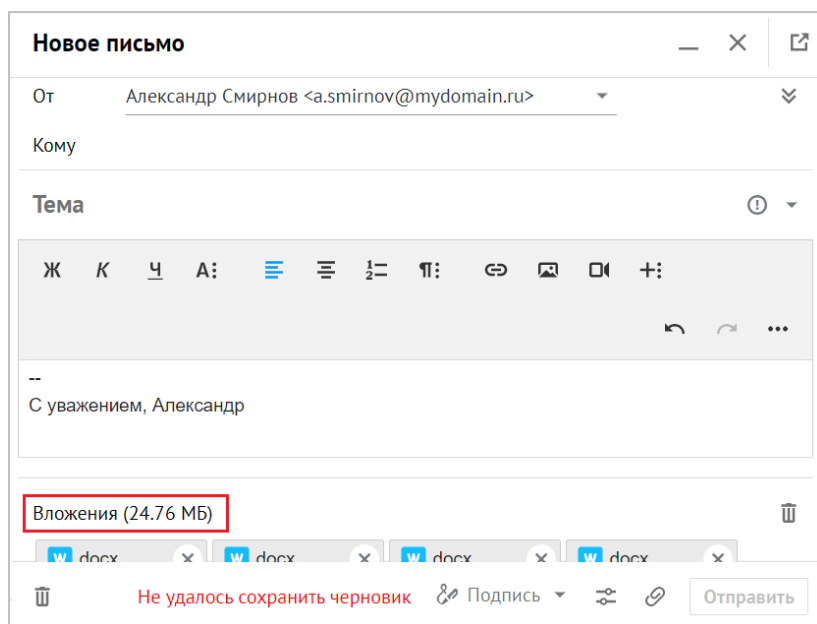 Новое письмо
От Александр Смирнов <a.smirnov@mydomain.ru>
Кому
Тема
Ж К Ч А
--
С уважением, Александр
Вложения (24.76 МБ)
W docx W docx W docx W docx
Не удалось сохранить черновик Подпись Отправить